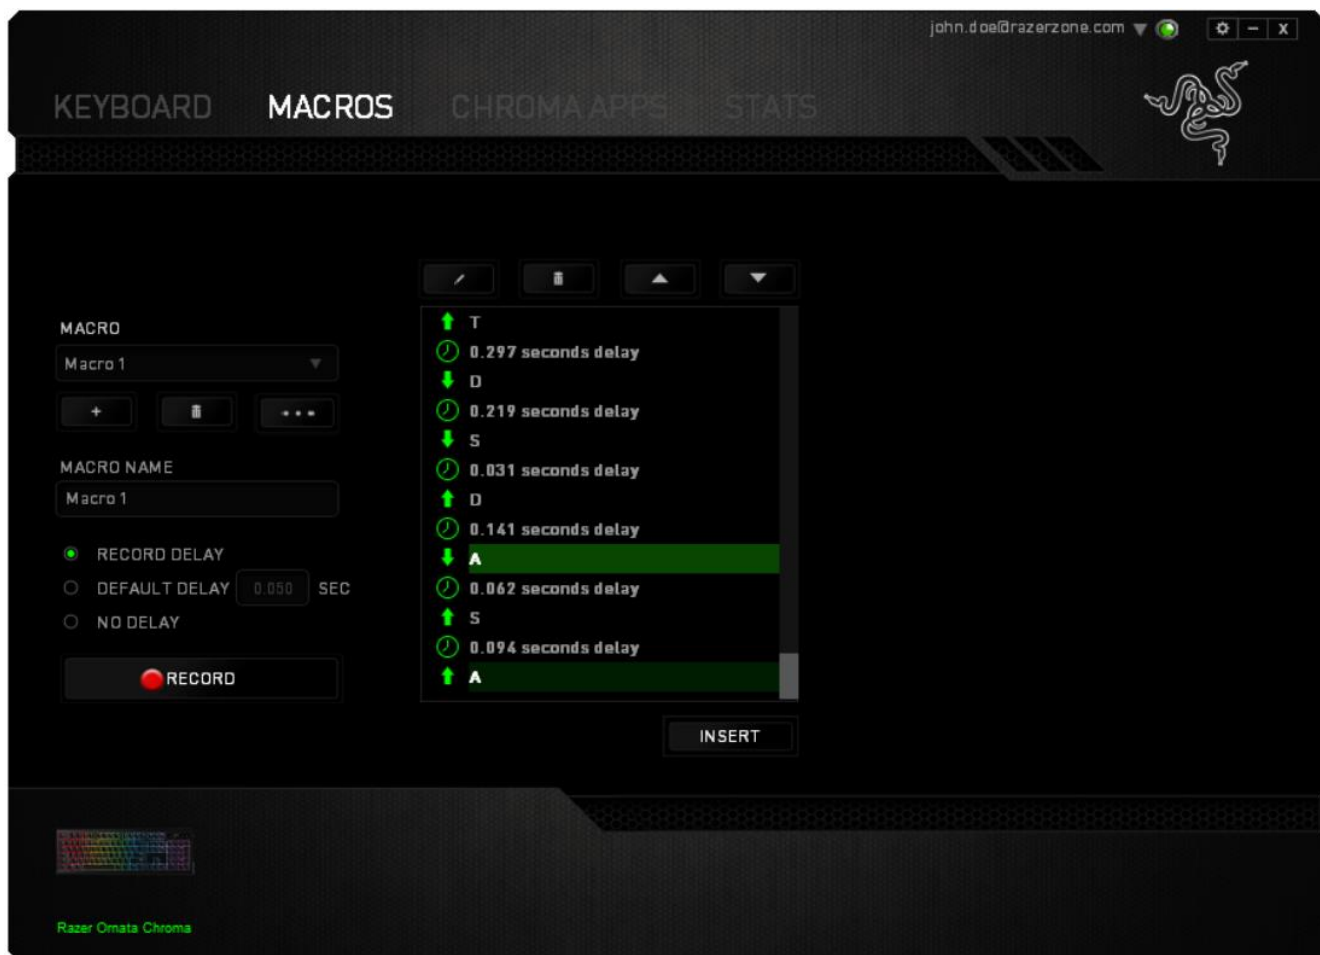 john.doe@razerzone.com
X
KEYBOARD MACROS CHROMA APPS STATS
MACRO
Macro 1
+
MACRO NAME
Macro 1
RECORD DELAY
DEFAULT DELAY 0.050 SEC
NO DELAY
RECORD
T
0.297 seconds delay
D
0.219 seconds delay
S
0.031 seconds delay
D
0.141 seconds delay
A
0.062 seconds delay
S
0.094 seconds delay
A
INSERT
Razer Ornata Chroma